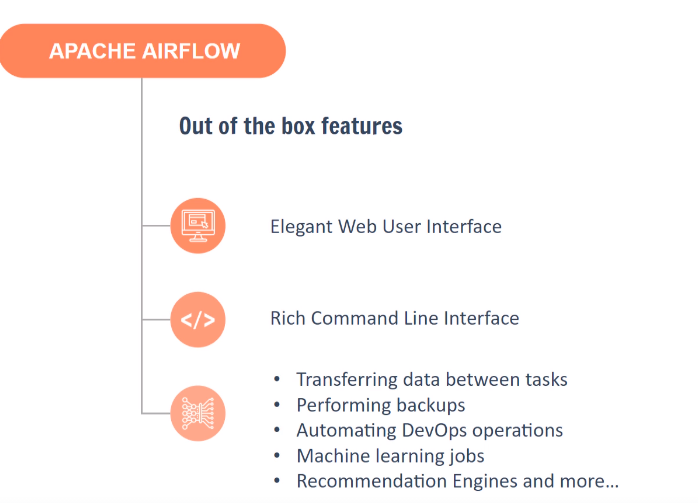 APACHE AIRFLOW
Out of the box features
Elegant Web User Interface
</>
Rich Command Line Interface
• Transferring data between tasks
• Performing backups
• Automating DevOps operations
• Machine learning jobs
• Recommendation Engines and more…